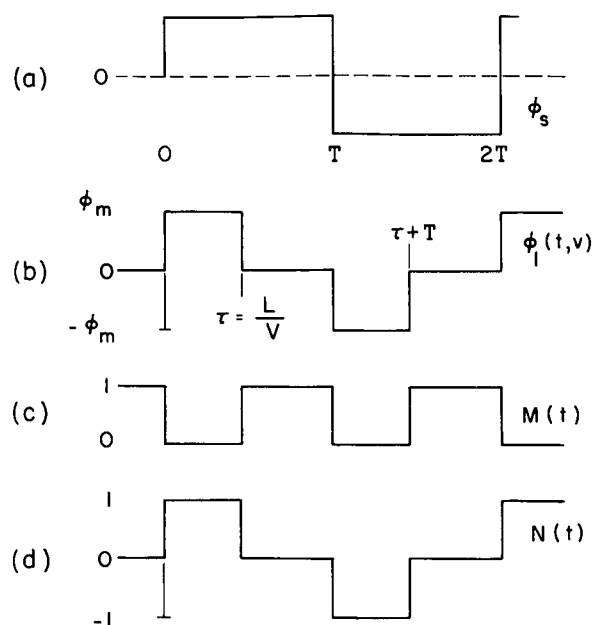 (a)
0
ϕs
0 T 2T
ϕm
τ+T
ϕ1(t,v)
(b)
0
τ = L/V
-ϕm
1
(c)
M(t)
0
1
N(t)
(d)
0
-1